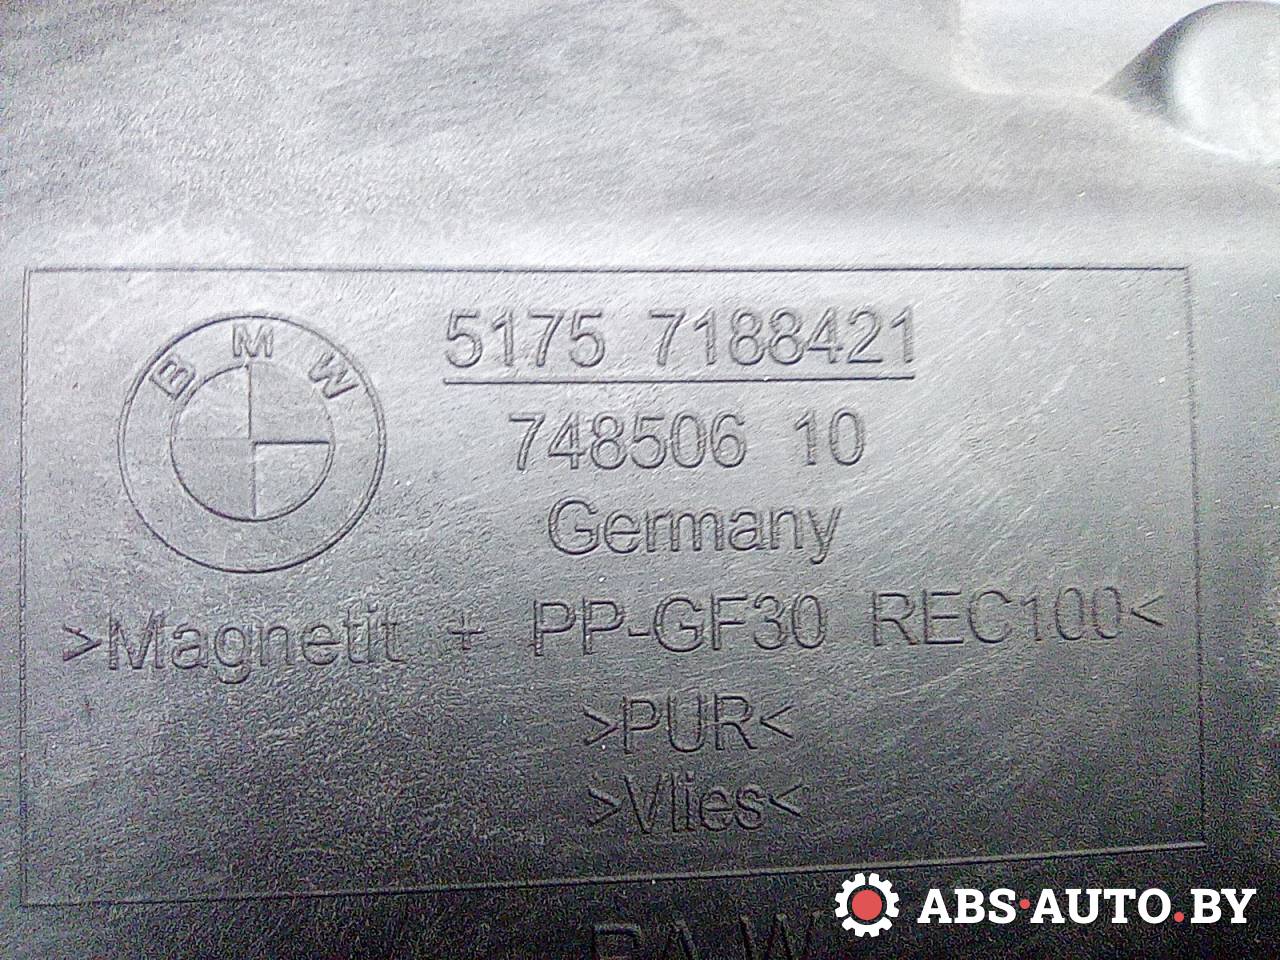 BMW
5175 7188421
748506 10
Germany
>Magnetit + PP-GF30 REC100<
>PUR<
>Vlies<
ABS·AUTO.BY